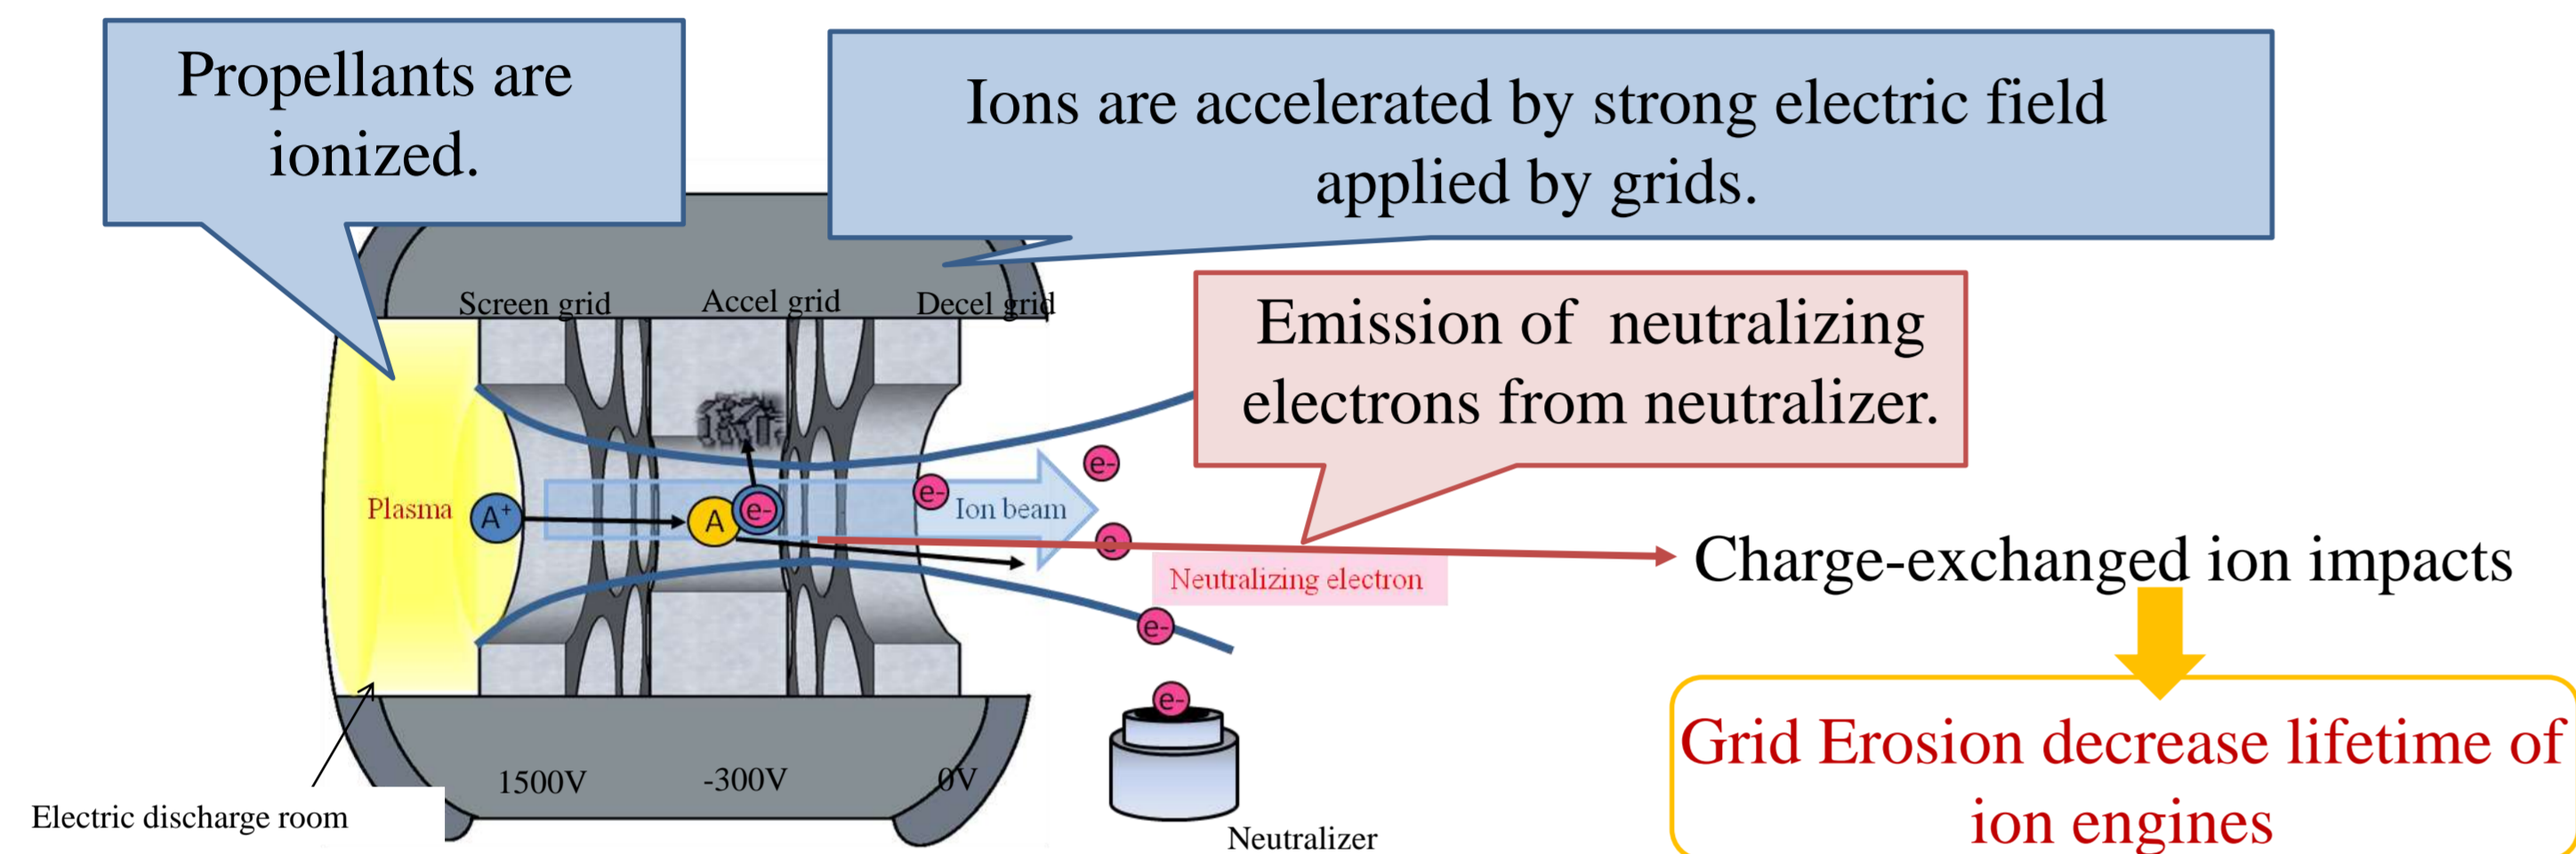 Propellants are
ionized.
Ions are accelerated by strong electric field
applied by grids.
Screen grid
Accel grid
Decel grid
Emission of neutralizing
electrons from neutralizer.
Plasma
A+
A
e-
e-
Ion beam
e-
e-
Neutralizing electron
Charge-exchanged ion impacts
e-
e-
Grid Erosion decrease lifetime of
ion engines
1500V
-300V
0V
Electric discharge room
Neutralizer